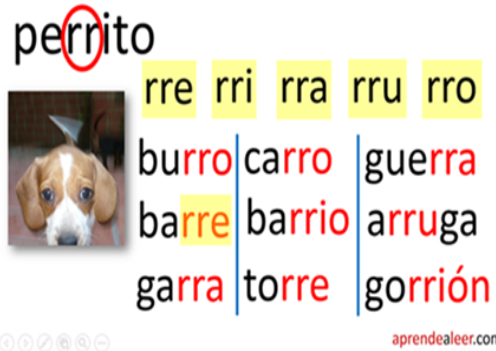 perrito
rre rri rra rru rro
burro carro guerra
barre barrio arruga
garra torre gorrión
aprendealeer.com